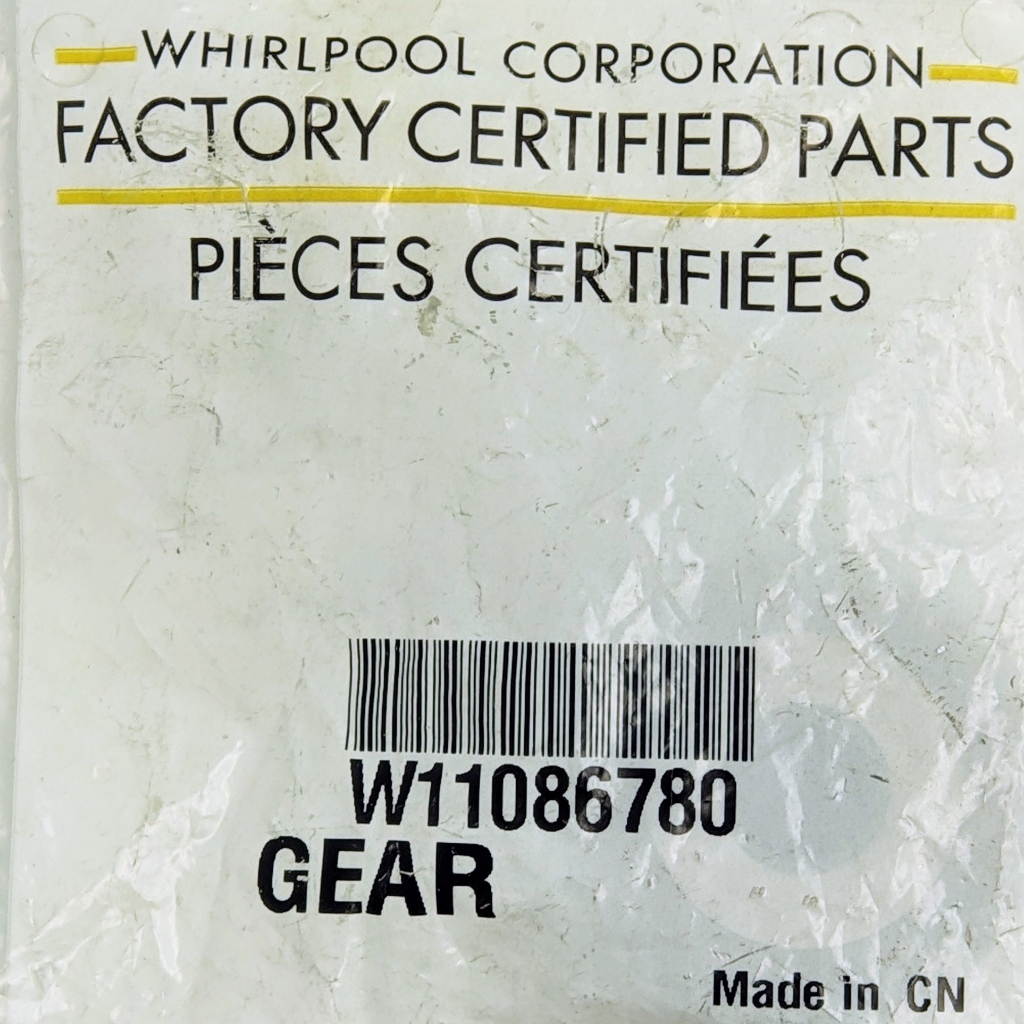 WHIRLPOOL CORPORATION
FACTORY CERTIFIED PARTS
PIÈCES CERTIFIÉES
W11086780
GEAR
Made in CN